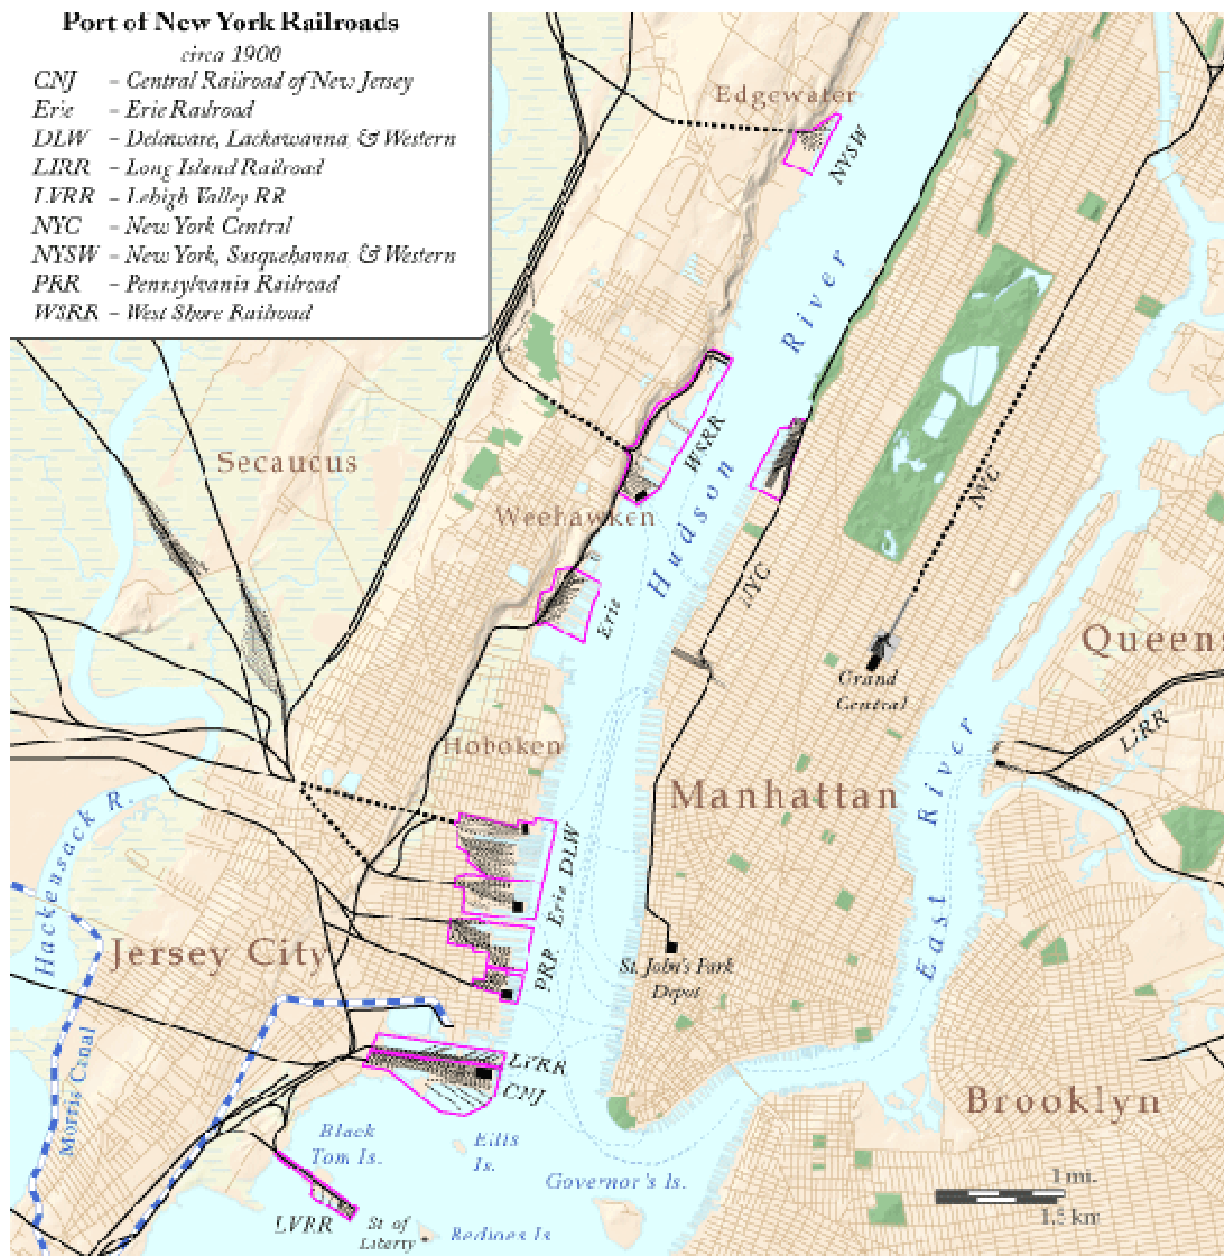 Port of New York Railroads
circa 1900
CNJ – Central Railroad of New Jersey
Erie – Erie Railroad
DLW – Delaware, Lackawanna, & Western
LIRR – Long Island Railroad
LVRR – Lehigh Valley RR
NYC – New York Central
NYSW – New York, Susquehanna, & Western
PRR – Pennsylvania Railroad
WSRR – West Shore Railroad
Edgewater
NYSW
Hudson River
Secaucus
WSRR
Weehawken
NYC
Erie
NYC
Queens
Grand
Central
LIRR
Hoboken
Manhattan
East River
Hackensack R.
DLW
Erie
Jersey City
PRR
St. John's Park
Depot
Morris Canal
LVRR
CNJ
Brooklyn
Black
Tom Is.
Ellis
Is.
Governor's Is.
1 mi.
1.5 km
LVRR
St. of
Liberty
Bedloes Is.